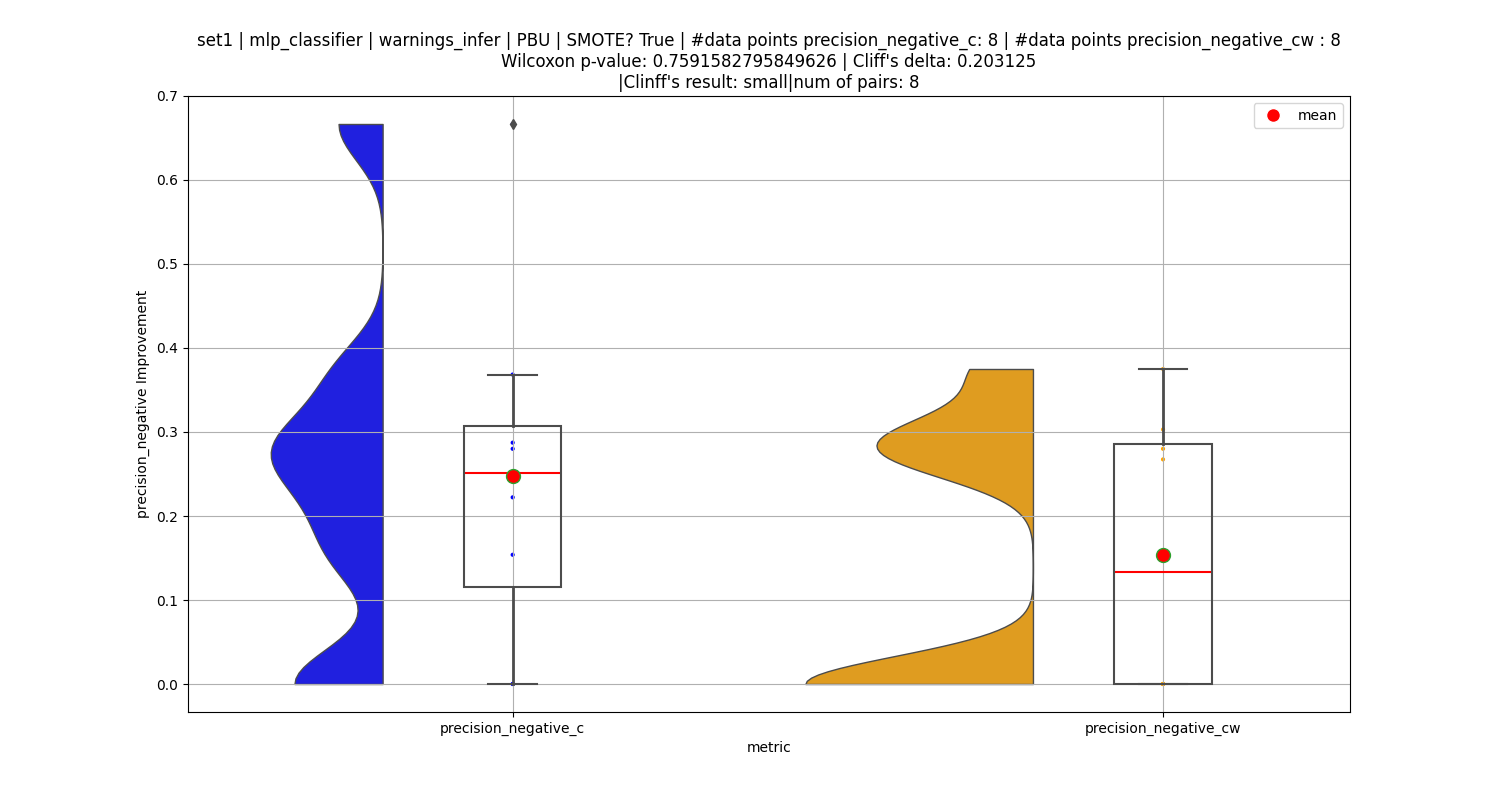 set1 | mlp_classifier | warnings_infer | PBU | SMOTE? True | #data points precision_negative_c: 8 | #data points precision_negative_cw : 8
Wilcoxon p-value: 0.7591582795849626 | Cliff's delta: 0.203125
|Clinff's result: small|num of pairs: 8
mean
0.7
0.6
0.5
0.4
0.3
0.2
0.1
0.0
precision_negative Improvement
precision_negative_c
precision_negative_cw
metric